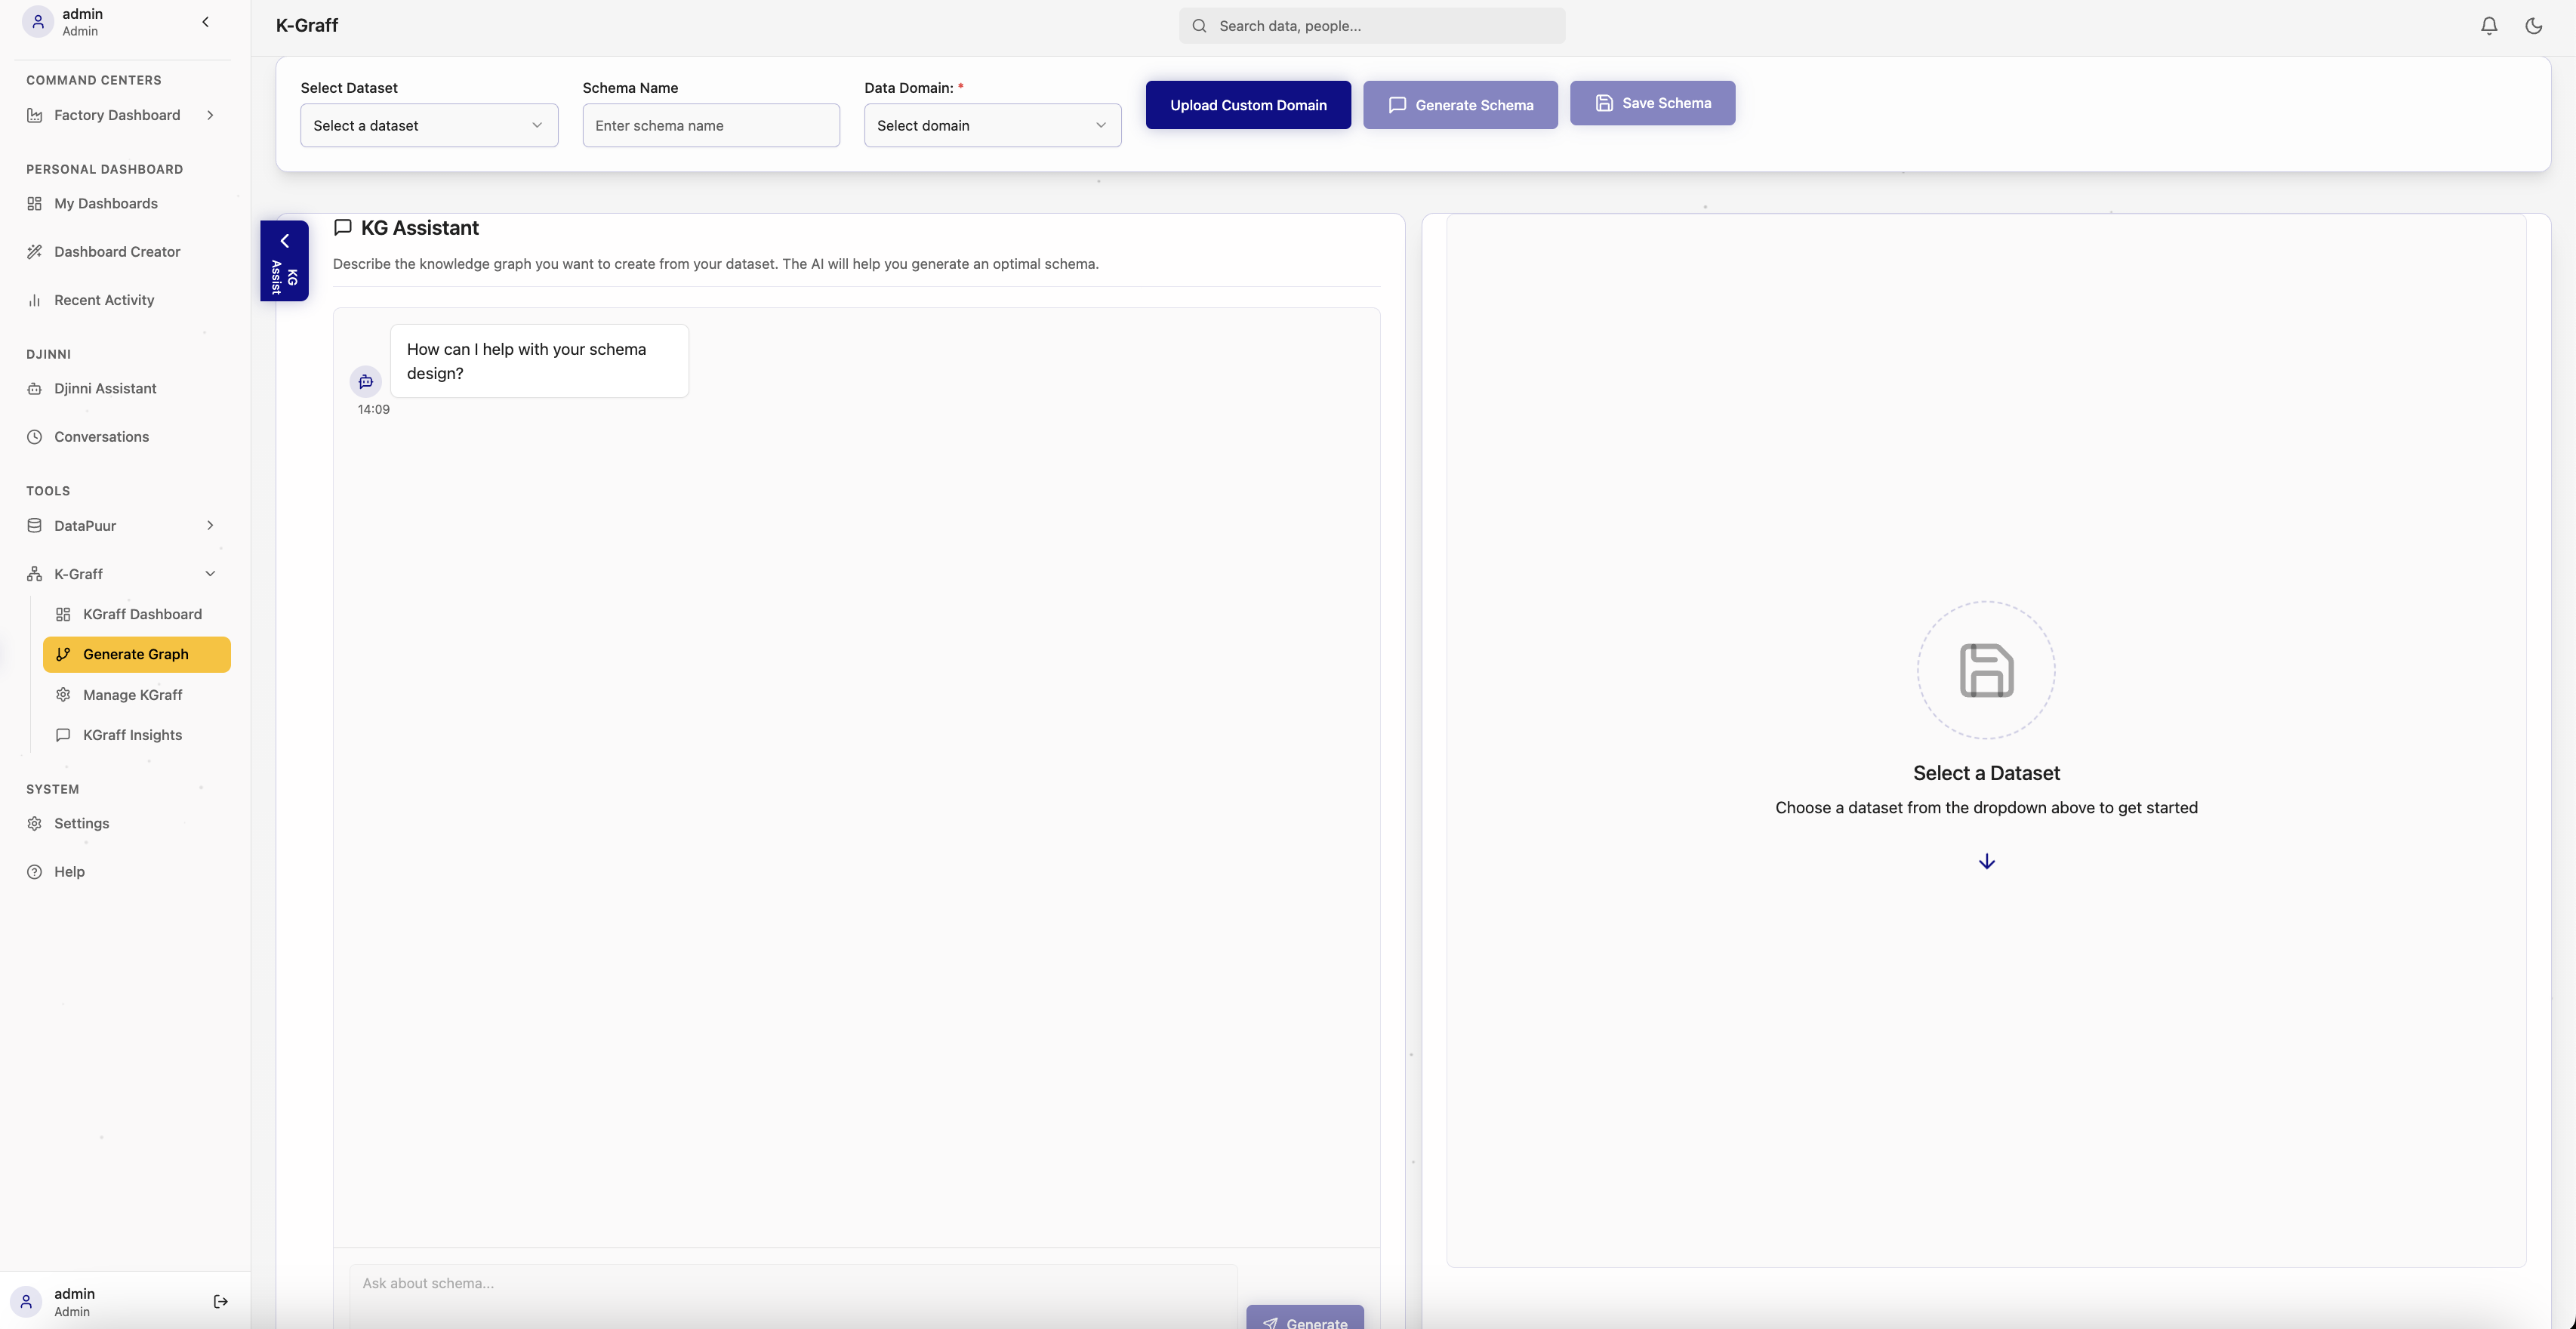 admin
Admin
COMMAND CENTERS
Factory Dashboard
PERSONAL DASHBOARD
My Dashboards
Dashboard Creator
Recent Activity
DJINNI
Djinni Assistant
Conversations
TOOLS
DataPuur
K-Graff
KGraff Dashboard
Generate Graph
Manage KGraff
KGraff Insights
SYSTEM
Settings
Help
admin
Admin
K-Graff
Search data, people...
Select Dataset
Select a dataset
Schema Name
Enter schema name
Data Domain: *
Select domain
Upload Custom Domain
Generate Schema
Save Schema
KG
Assist
KG Assistant
Describe the knowledge graph you want to create from your dataset. The AI will help you generate an optimal schema.
How can I help with your schema
design?
14:09
Ask about schema...
Generate
Select a Dataset
Choose a dataset from the dropdown above to get started